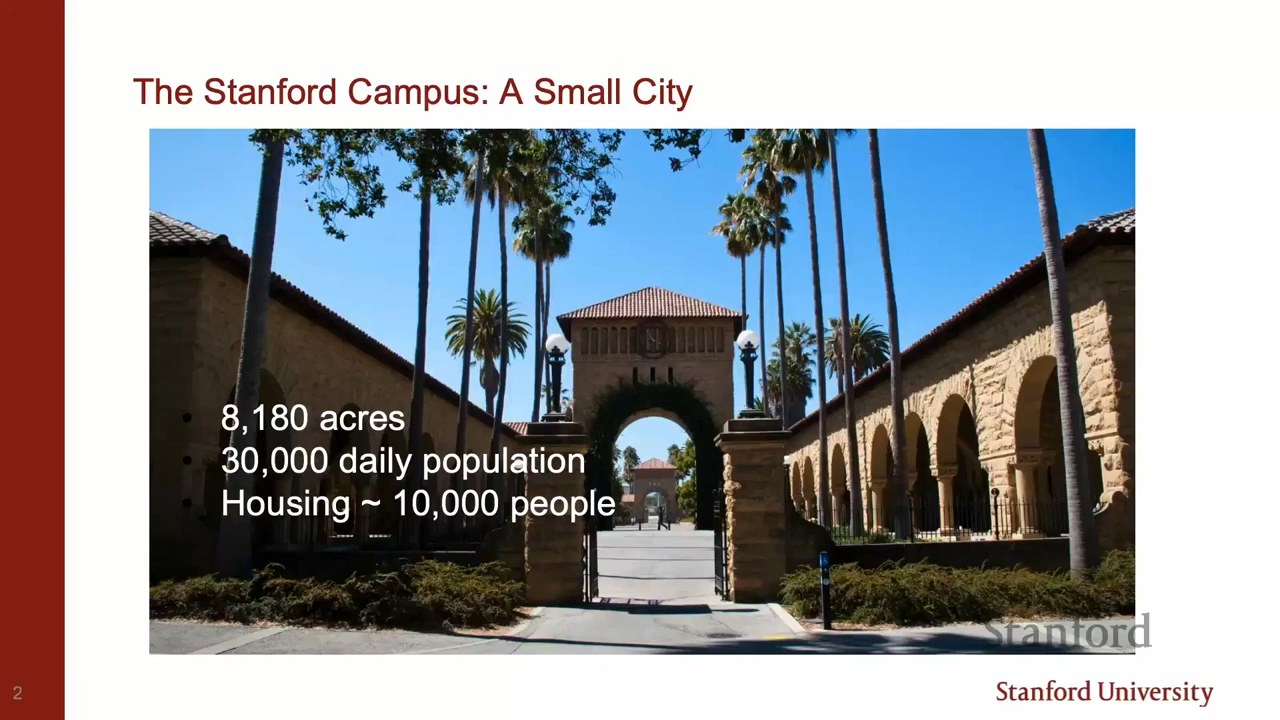 The Stanford Campus: A Small City
• 8,180 acres
• 30,000 daily population
• Housing ~ 10,000 people
Stanford
Stanford University
2